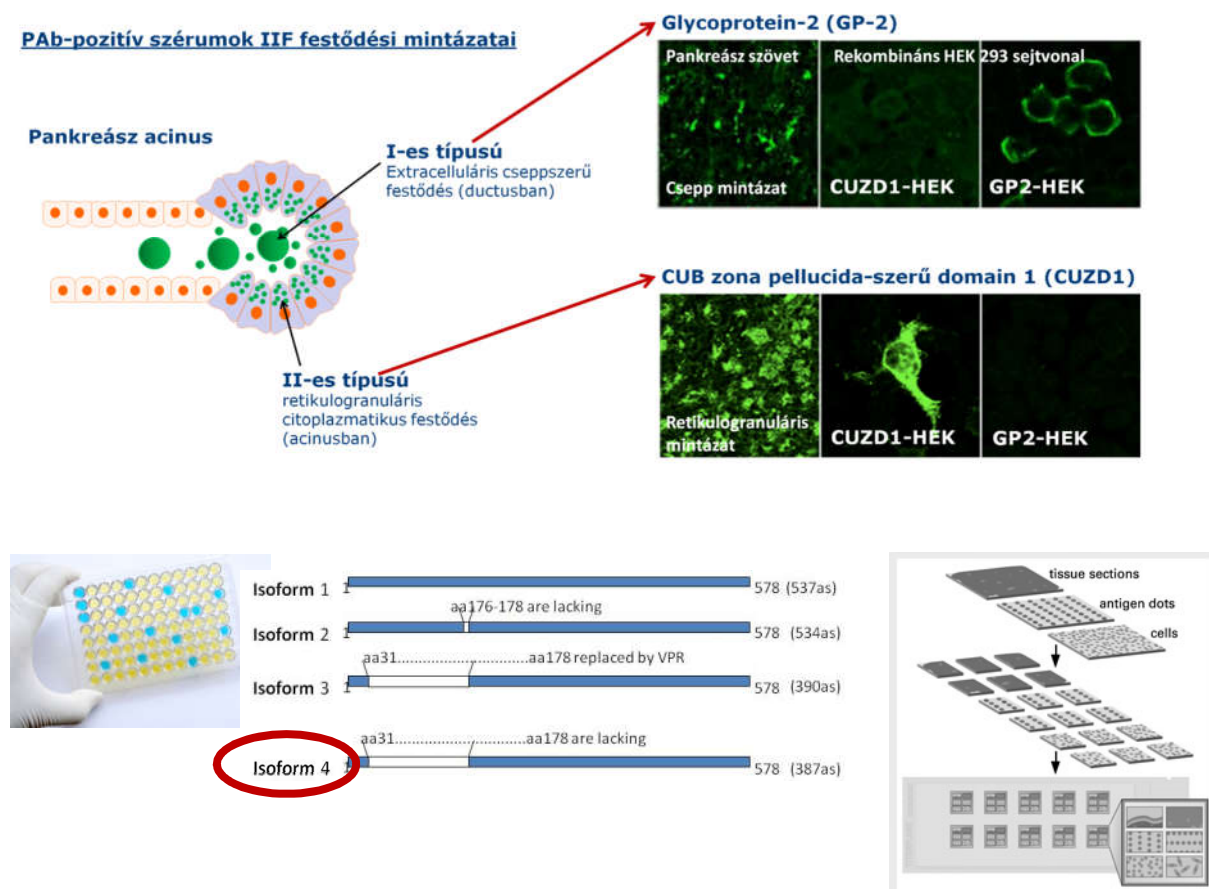 PAb-pozitív szérumok IIF festődési mintázatai
Pankreász acinus
I-es típusú
Extracelluláris cseppszerű
festődés (ductusban)
II-es típusú
retikulogranuláris
citoplazmatikus festődés
(acinusban)
Glycoprotein-2 (GP-2)
Pankreász szövet
Rekombináns HEK 293 sejtvonal
Csepp mintázat
CUZD1-HEK
GP2-HEK
CUB zona pellucida-szerű domain 1 (CUZD1)
Retikulogranuláris
mintázat
CUZD1-HEK
GP2-HEK
Isoform 1 1 578 (537as)
aa176-178 are lacking
Isoform 2 1 578 (534as)
aa31.............................aa178 replaced by VPR
Isoform 3 1 578 (390as)
aa31.............................aa178 are lacking
Isoform 4 1 578 (387as)
tissue sections
antigen dots
cells